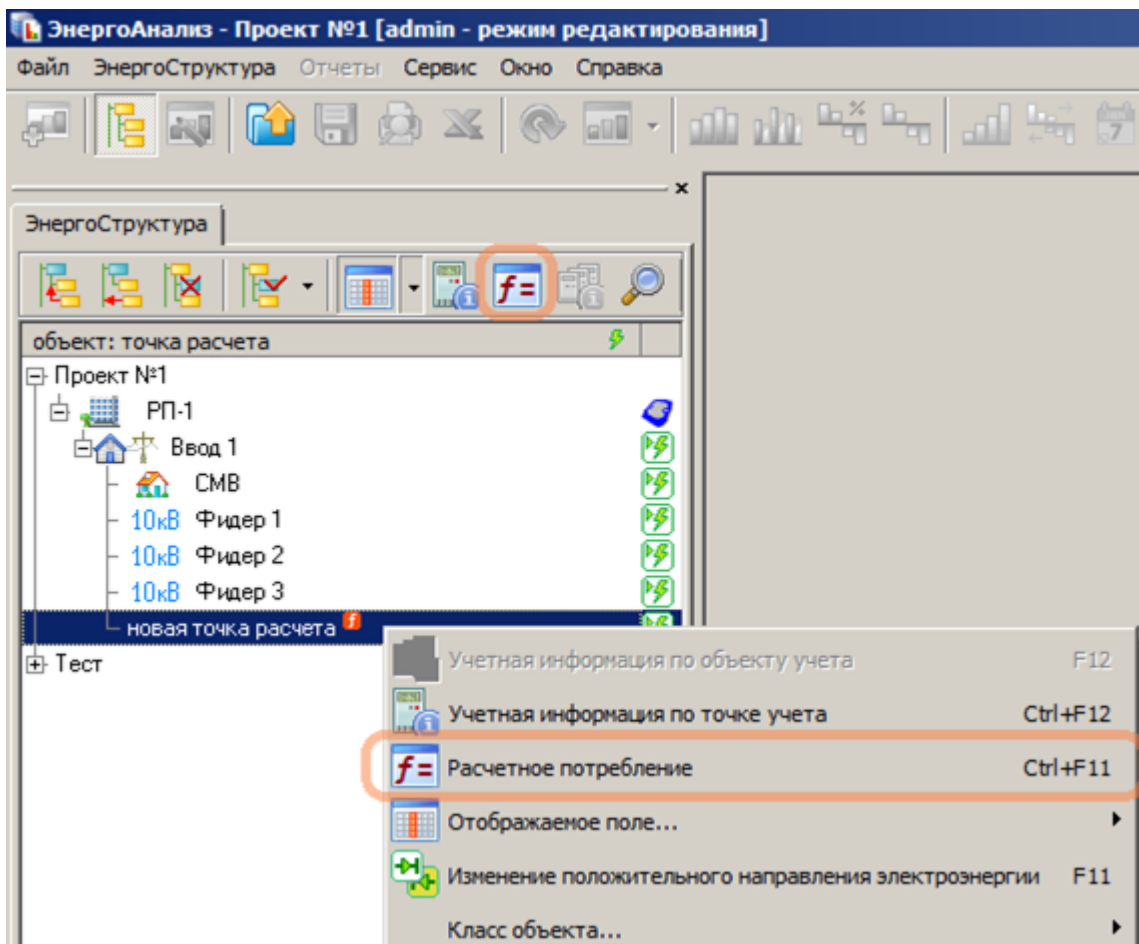 ЭнергоАнализ - Проект №1 [admin - режим редактирования]
Файл ЭнергоСтруктура Отчеты Сервис Окно Справка
%
7
x
ЭнергоСтруктура
f=
объект: точка расчета
Проект №1
РП-1
Ввод 1
СМВ
10кВ Фидер 1
10кВ Фидер 2
10кВ Фидер 3
новая точка расчета f
Тест
Учетная информация по объекту учета F12
Учетная информация по точке учета Ctrl+F12
f= Расчетное потребление Ctrl+F11
Отображаемое поле...
Изменение положительного направления электроэнергии F11
Класс объекта...